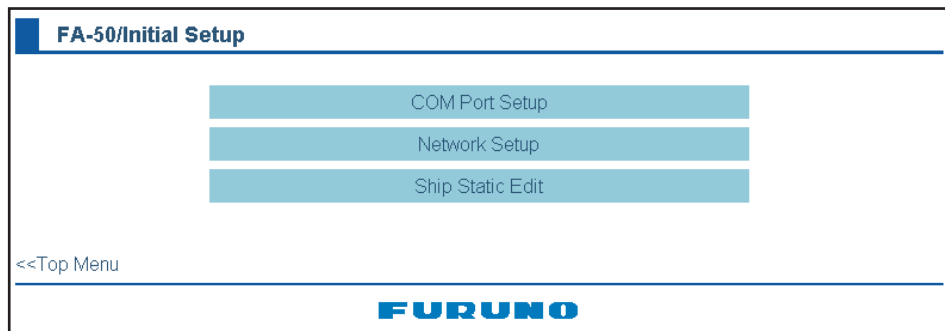 FA-50/Initial Setup
COM Port Setup
Network Setup
Ship Static Edit
<<Top Menu
FURUNO